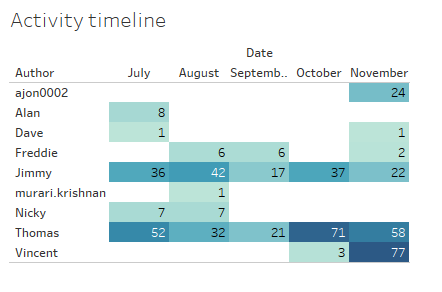 Activity timeline
Date
Author July August Septemb.. October November
ajon0002 24
Alan 8
Dave 1 1
Freddie 6 6 2
Jimmy 36 42 17 37 22
murari.krishnan 1
Nicky 7 7
Thomas 52 32 21 71 58
Vincent 3 77